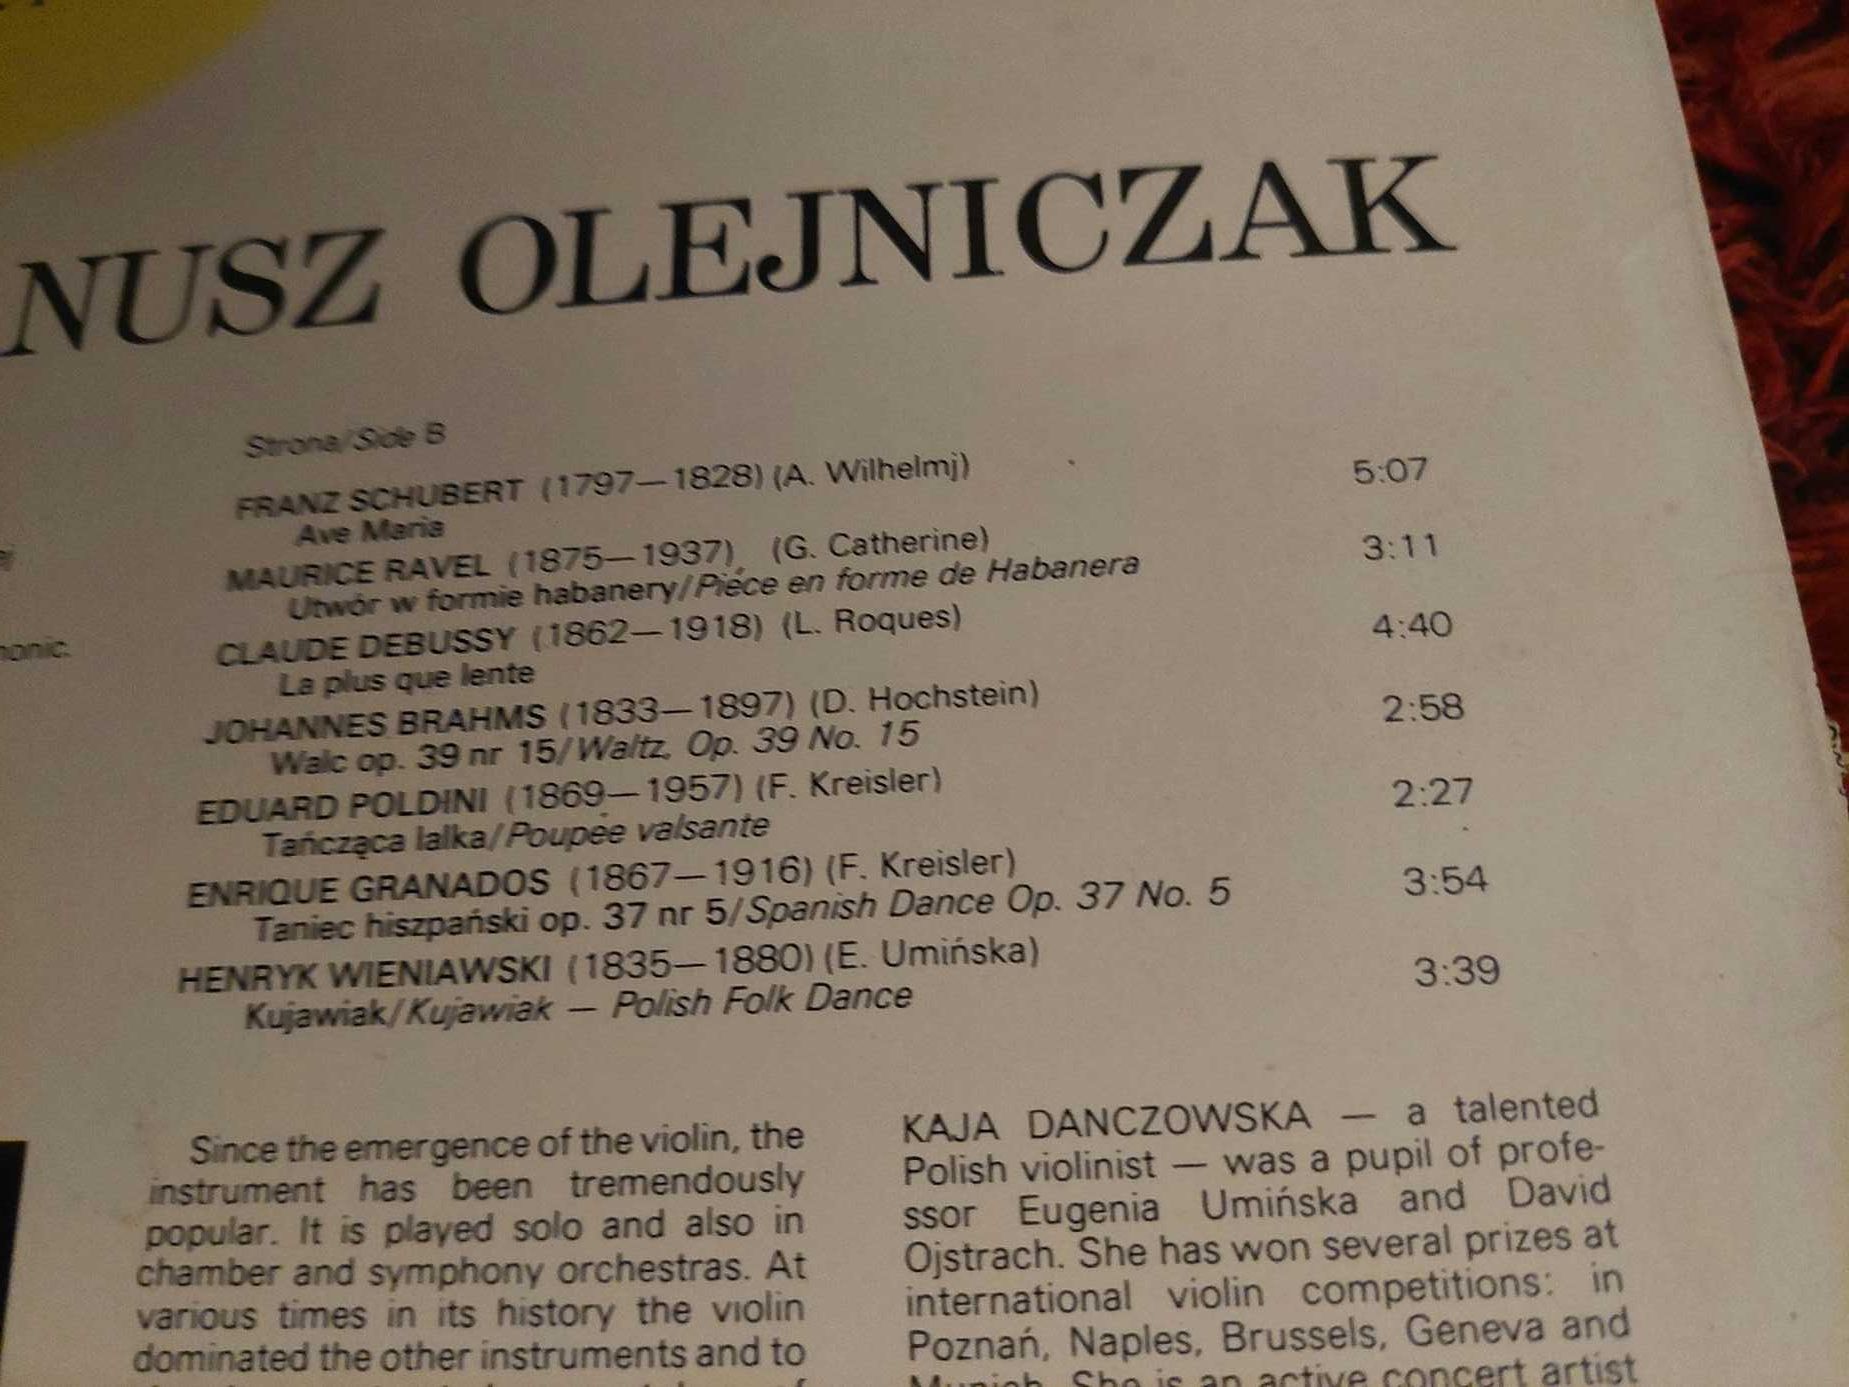 NUSZ OLEJNICZAK
Strona/Side B
FRANZ SCHUBERT (1797—1828) (A. Wilhelmj) 5:07
Ave Maria
MAURICE RAVEL (1875—1937), (G. Catherine) 3:11
Utwór w formie habanery/Piéce en forme de Habanera
CLAUDE DEBUSSY (1862—1918) (L. Roques) 4:40
La plus que lente
JOHANNES BRAHMS (1833—1897) (D. Hochstein) 2:58
Walc op. 39 nr 15/Waltz, Op. 39 No. 15
EDUARD POLDINI (1869—1957) (F. Kreisler) 2:27
Tańcząca lalka/Poupée valsante
ENRIQUE GRANADOS (1867—1916) (F. Kreisler) 3:54
Taniec hiszpański op. 37 nr 5/Spanish Dance Op. 37 No. 5
HENRYK WIENIAWSKI (1835—1880) (E. Umińska) 3:39
Kujawiak/Kujawiak — Polish Folk Dance
honic.
Since the emergence of the violin, the
instrument has been tremendously
popular. It is played solo and also in
chamber and symphony orchestras. At
various times in its history the violin
dominated the other instruments and to
KAJA DANCZOWSKA — a talented
Polish violinist — was a pupil of profe-
ssor Eugenia Umińska and David
Ojstrach. She has won several prizes at
international violin competitions: in
Poznań, Naples, Brussels, Geneva and
Munich. She is an active concert artist